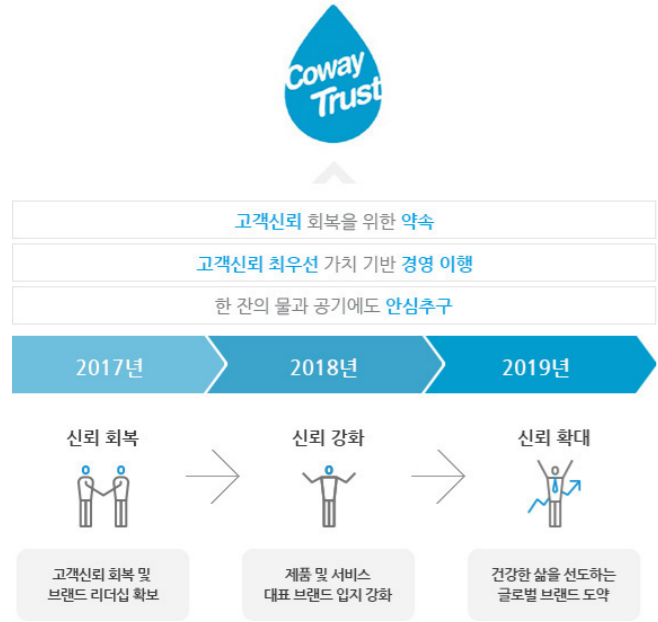 Coway
Trust
고객신뢰 회복을 위한 약속
고객신뢰 최우선 가치 기반 경영 이행
한 잔의 물과 공기에도 안심추구
2017년
2018년
2019년
신뢰 회복
신뢰 강화
신뢰 확대
고객신뢰 회복 및
브랜드 리더십 확보
제품 및 서비스
대표 브랜드 입지 강화
건강한 삶을 선도하는
글로벌 브랜드 도약